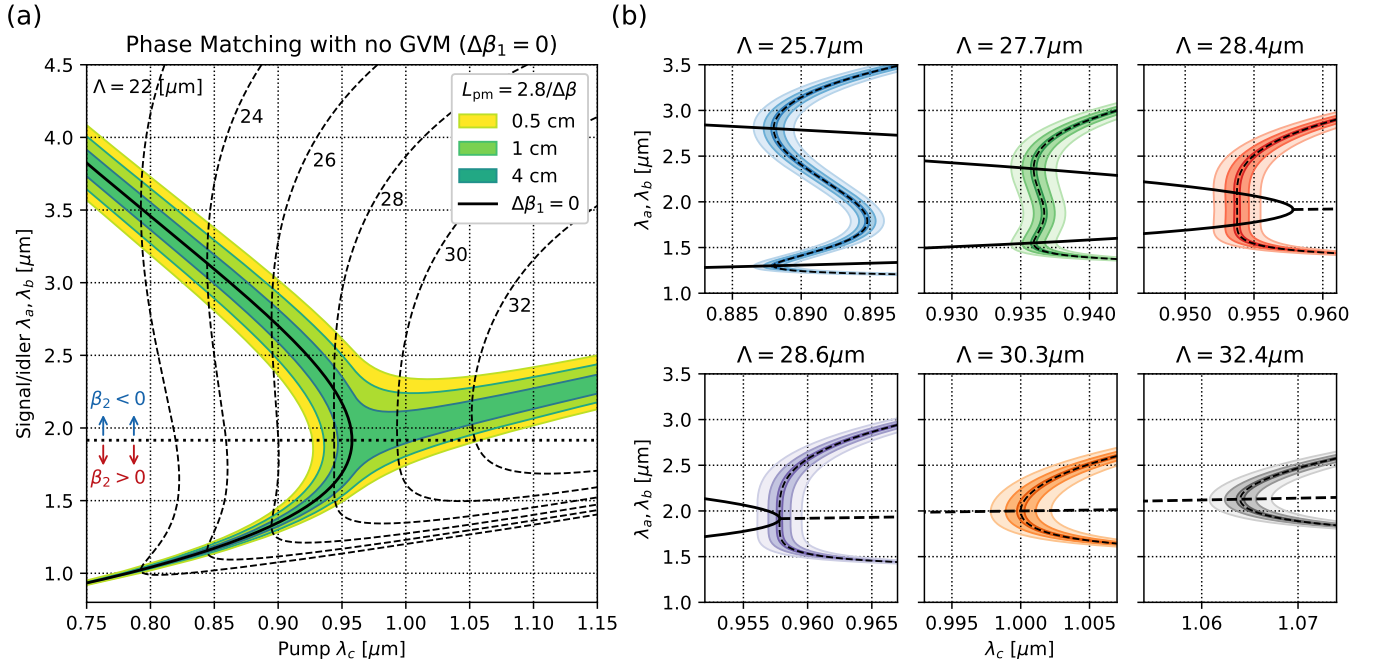 (a)
Phase Matching with no GVM (Δβ₁ = 0)
Signal/idler λₐ, λ_b [μm]
4.5
4.0
3.5
3.0
2.5
2.0
1.5
1.0
Λ = 22 [μm]
24
26
28
30
32
L_pm = 2.8/Δβ
0.5 cm
1 cm
4 cm
Δβ₁ = 0
β₂ < 0
β₂ > 0
0.75 0.80 0.85 0.90 0.95 1.00 1.05 1.10 1.15
Pump λ_c [μm]
(b)
Λ = 25.7μm
λₐ, λ_b [μm]
3.5
3.0
2.5
2.0
1.5
1.0
0.885 0.890 0.895
Λ = 27.7μm
0.930 0.935 0.940
Λ = 28.4μm
0.950 0.955 0.960
Λ = 28.6μm
λₐ, λ_b [μm]
3.5
3.0
2.5
2.0
1.5
1.0
0.955 0.960 0.965
Λ = 30.3μm
0.995 1.000 1.005
λ_c [μm]
Λ = 32.4μm
1.06 1.07